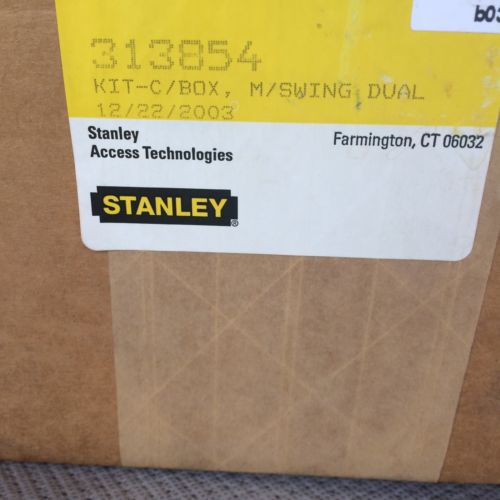 313854
KIT-C/BOX, M/SWING DUAL
12/22/2003
Stanley
Access Technologies
Farmington, CT 06032
STANLEY®